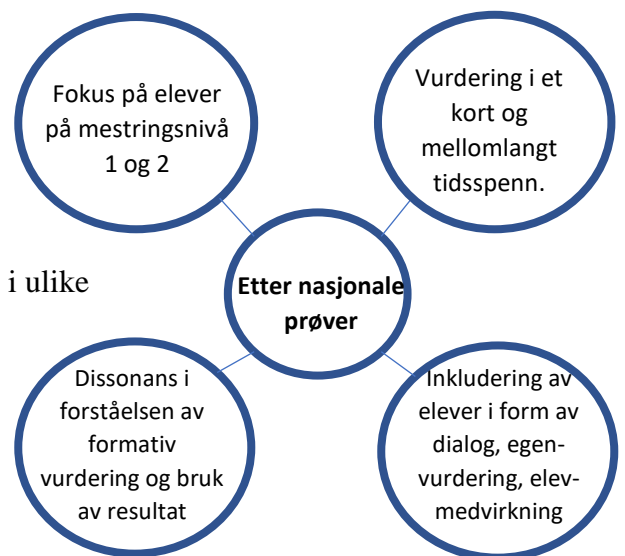 Fokus på elever
på mestringsnivå
1 og 2
Vurdering i et
kort og
mellomlangt
tidsspenn.
i ulike
Etter nasjonale
prøver
Dissonans i
forståelsen av
formativ
vurdering og bruk
av resultat
Inkludering av
elever i form av
dialog, egen-
vurdering, elev-
medvirkning